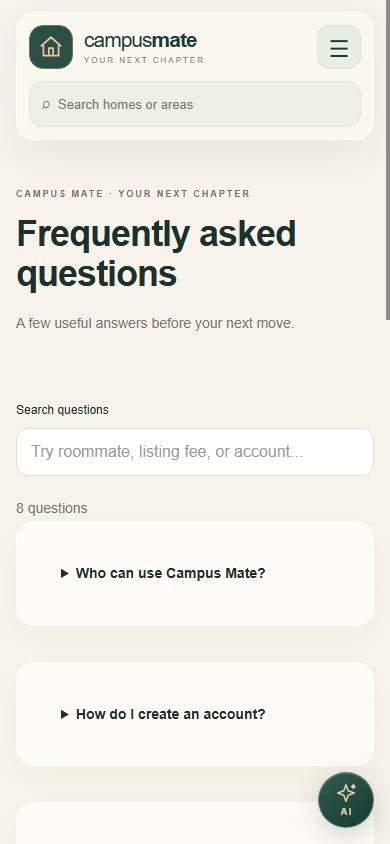 campusmate
YOUR NEXT CHAPTER
Search homes or areas
CAMPUS MATE · YOUR NEXT CHAPTER
Frequently asked
questions
A few useful answers before your next move.
Search questions
Try roommate, listing fee, or account...
8 questions
Who can use Campus Mate?
How do I create an account?
AI